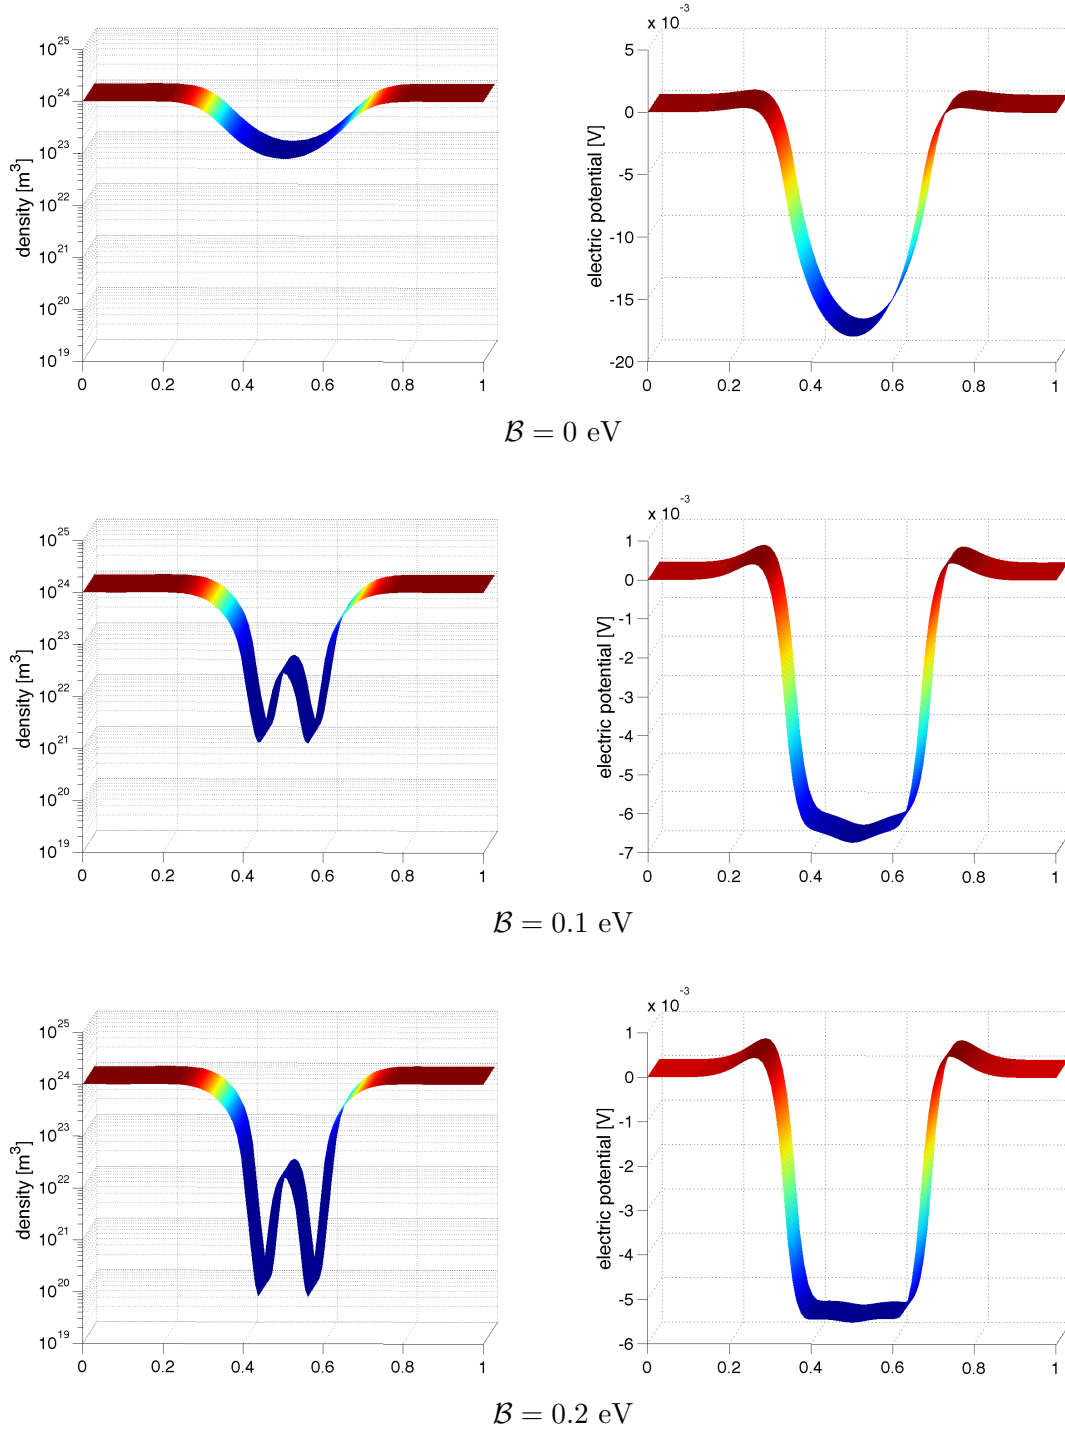 10^25
10^24
10^23
10^22
10^21
10^20
10^19
density [m^3]
0 0.2 0.4 0.6 0.8 1
x 10^-3
5
0
-5
-10
-15
-20
electric potential [V]
0 0.2 0.4 0.6 0.8 1
ℬ = 0 eV
10^25
10^24
10^23
10^22
10^21
10^20
10^19
density [m^3]
0 0.2 0.4 0.6 0.8 1
x 10^-3
1
0
-1
-2
-3
-4
-5
-6
-7
electric potential [V]
0 0.2 0.4 0.6 0.8 1
ℬ = 0.1 eV
10^25
10^24
10^23
10^22
10^21
10^20
10^19
density [m^3]
0 0.2 0.4 0.6 0.8 1
x 10^-3
1
0
-1
-2
-3
-4
-5
-6
electric potential [V]
0 0.2 0.4 0.6 0.8 1
ℬ = 0.2 eV